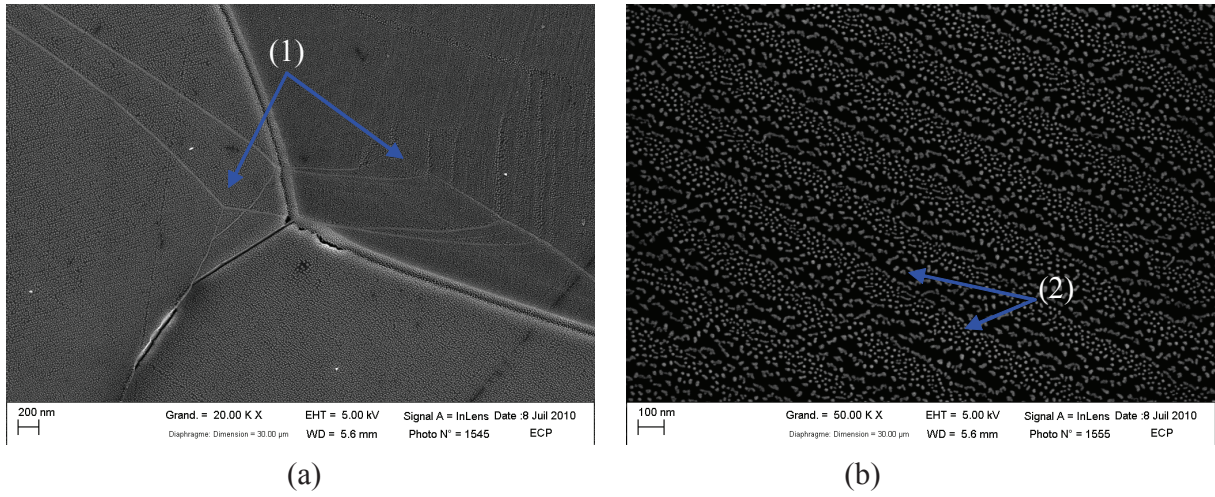 (1)
(2)
200 nm
Grand. = 20.00 K X
EHT = 5.00 kV
Signal A = InLens
Date :8 Juil 2010
Diaphragme: Dimension = 30.00 µm
WD = 5.6 mm
Photo N° = 1545
ECP
100 nm
Grand. = 50.00 K X
EHT = 5.00 kV
Signal A = InLens
Date :8 Juil 2010
Diaphragme: Dimension = 30.00 µm
WD = 5.6 mm
Photo N° = 1555
ECP
(a)
(b)